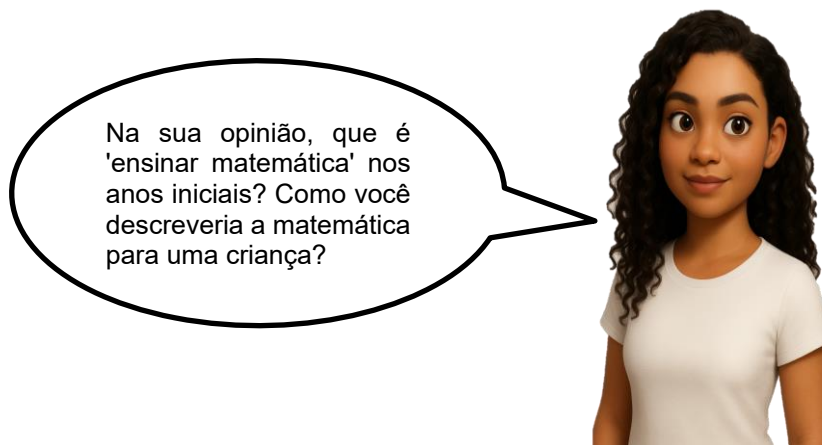 Na sua opinião, que é
'ensinar matemática' nos
anos iniciais? Como você
descreveria a matemática
para uma criança?